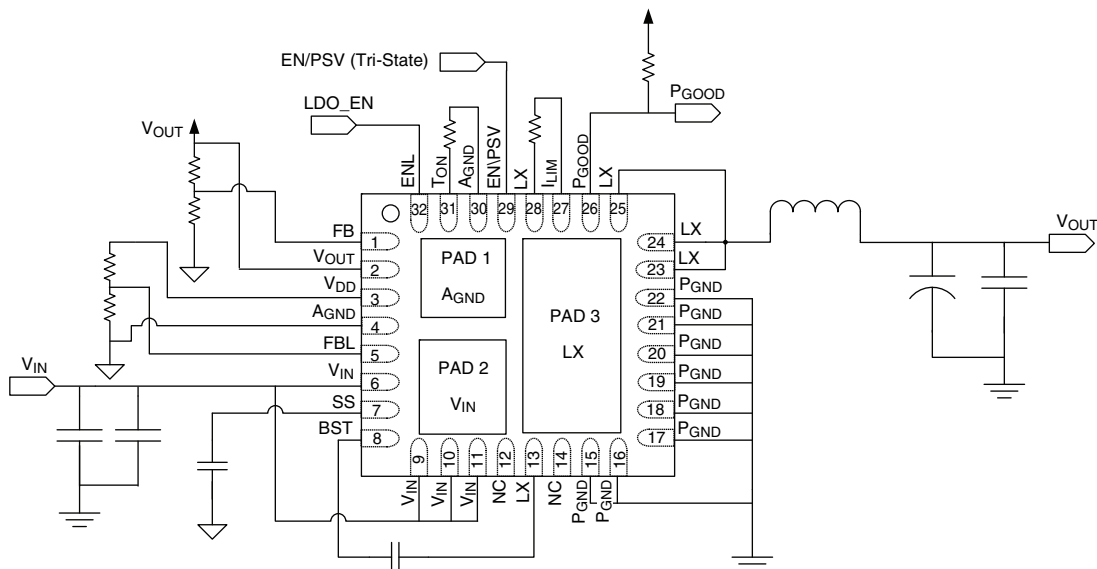 EN/PSV (Tri-State)
PGOOD
LDO_EN
VOUT
ENL
TON
AGND
EN\PSV
LX
ILIM
PGOOD
LX
32
31
30
29
28
27
26
25
FB
1
VOUT
2
VDD
3
AGND
4
FBL
5
VIN
VIN
6
SS
7
BST
8
PAD 1
AGND
PAD 2
VIN
PAD 3
LX
24
LX
23
LX
22
PGND
21
PGND
20
PGND
19
PGND
18
PGND
17
PGND
VOUT
9
10
11
12
13
14
15
16
VIN
VIN
VIN
NC
LX
NC
PGND
PGND